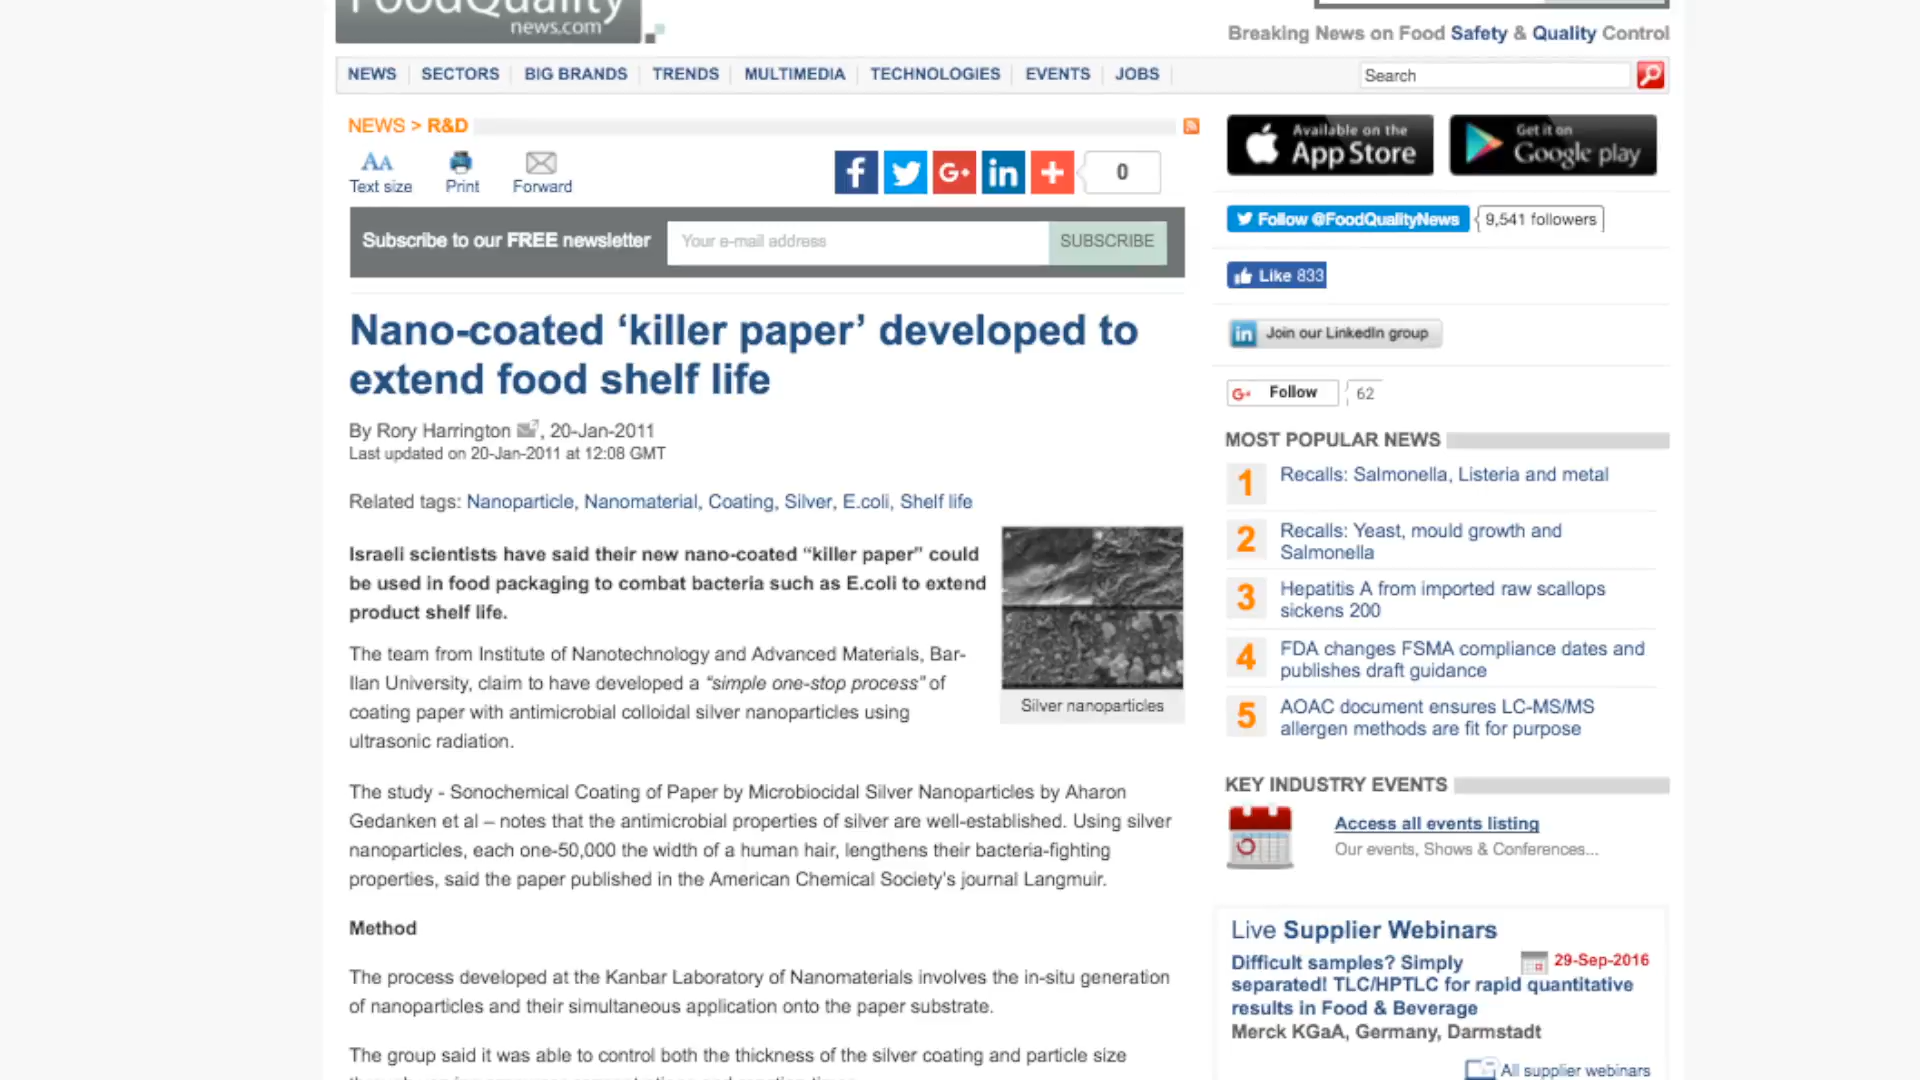 FoodQuality
news.com
Breaking News on Food Safety & Quality Control
NEWS SECTORS BIG BRANDS TRENDS MULTIMEDIA TECHNOLOGIES EVENTS JOBS
Search
NEWS > R&D
AA
Text size Print Forward
0
Subscribe to our FREE newsletter Your e-mail address SUBSCRIBE
Nano-coated ‘killer paper’ developed to
extend food shelf life
By Rory Harrington , 20-Jan-2011
Last updated on 20-Jan-2011 at 12:08 GMT
Related tags: Nanoparticle, Nanomaterial, Coating, Silver, E.coli, Shelf life
Israeli scientists have said their new nano-coated “killer paper” could
be used in food packaging to combat bacteria such as E.coli to extend
product shelf life.
Silver nanoparticles
The team from Institute of Nanotechnology and Advanced Materials, Bar-
Ilan University, claim to have developed a “simple one-stop process” of
coating paper with antimicrobial colloidal silver nanoparticles using
ultrasonic radiation.
The study - Sonochemical Coating of Paper by Microbiocidal Silver Nanoparticles by Aharon
Gedanken et al – notes that the antimicrobial properties of silver are well-established. Using silver
nanoparticles, each one-50,000 the width of a human hair, lengthens their bacteria-fighting
properties, said the paper published in the American Chemical Society’s journal Langmuir.
Method
The process developed at the Kanbar Laboratory of Nanomaterials involves the in-situ generation
of nanoparticles and their simultaneous application onto the paper substrate.
The group said it was able to control both the thickness of the silver coating and particle size
Available on the
App Store
Get it on
Google play
Follow @FoodQualityNews 9,541 followers
Like 833
in Join our LinkedIn group
G+ Follow 62
MOST POPULAR NEWS
1 Recalls: Salmonella, Listeria and metal
2 Recalls: Yeast, mould growth and
Salmonella
3 Hepatitis A from imported raw scallops
sickens 200
4 FDA changes FSMA compliance dates and
publishes draft guidance
5 AOAC document ensures LC-MS/MS
allergen methods are fit for purpose
KEY INDUSTRY EVENTS
Access all events listing
Our events, Shows & Conferences...
Live Supplier Webinars
29-Sep-2016
Difficult samples? Simply
separated! TLC/HPTLC for rapid quantitative
results in Food & Beverage
Merck KGaA, Germany, Darmstadt
All supplier webinars